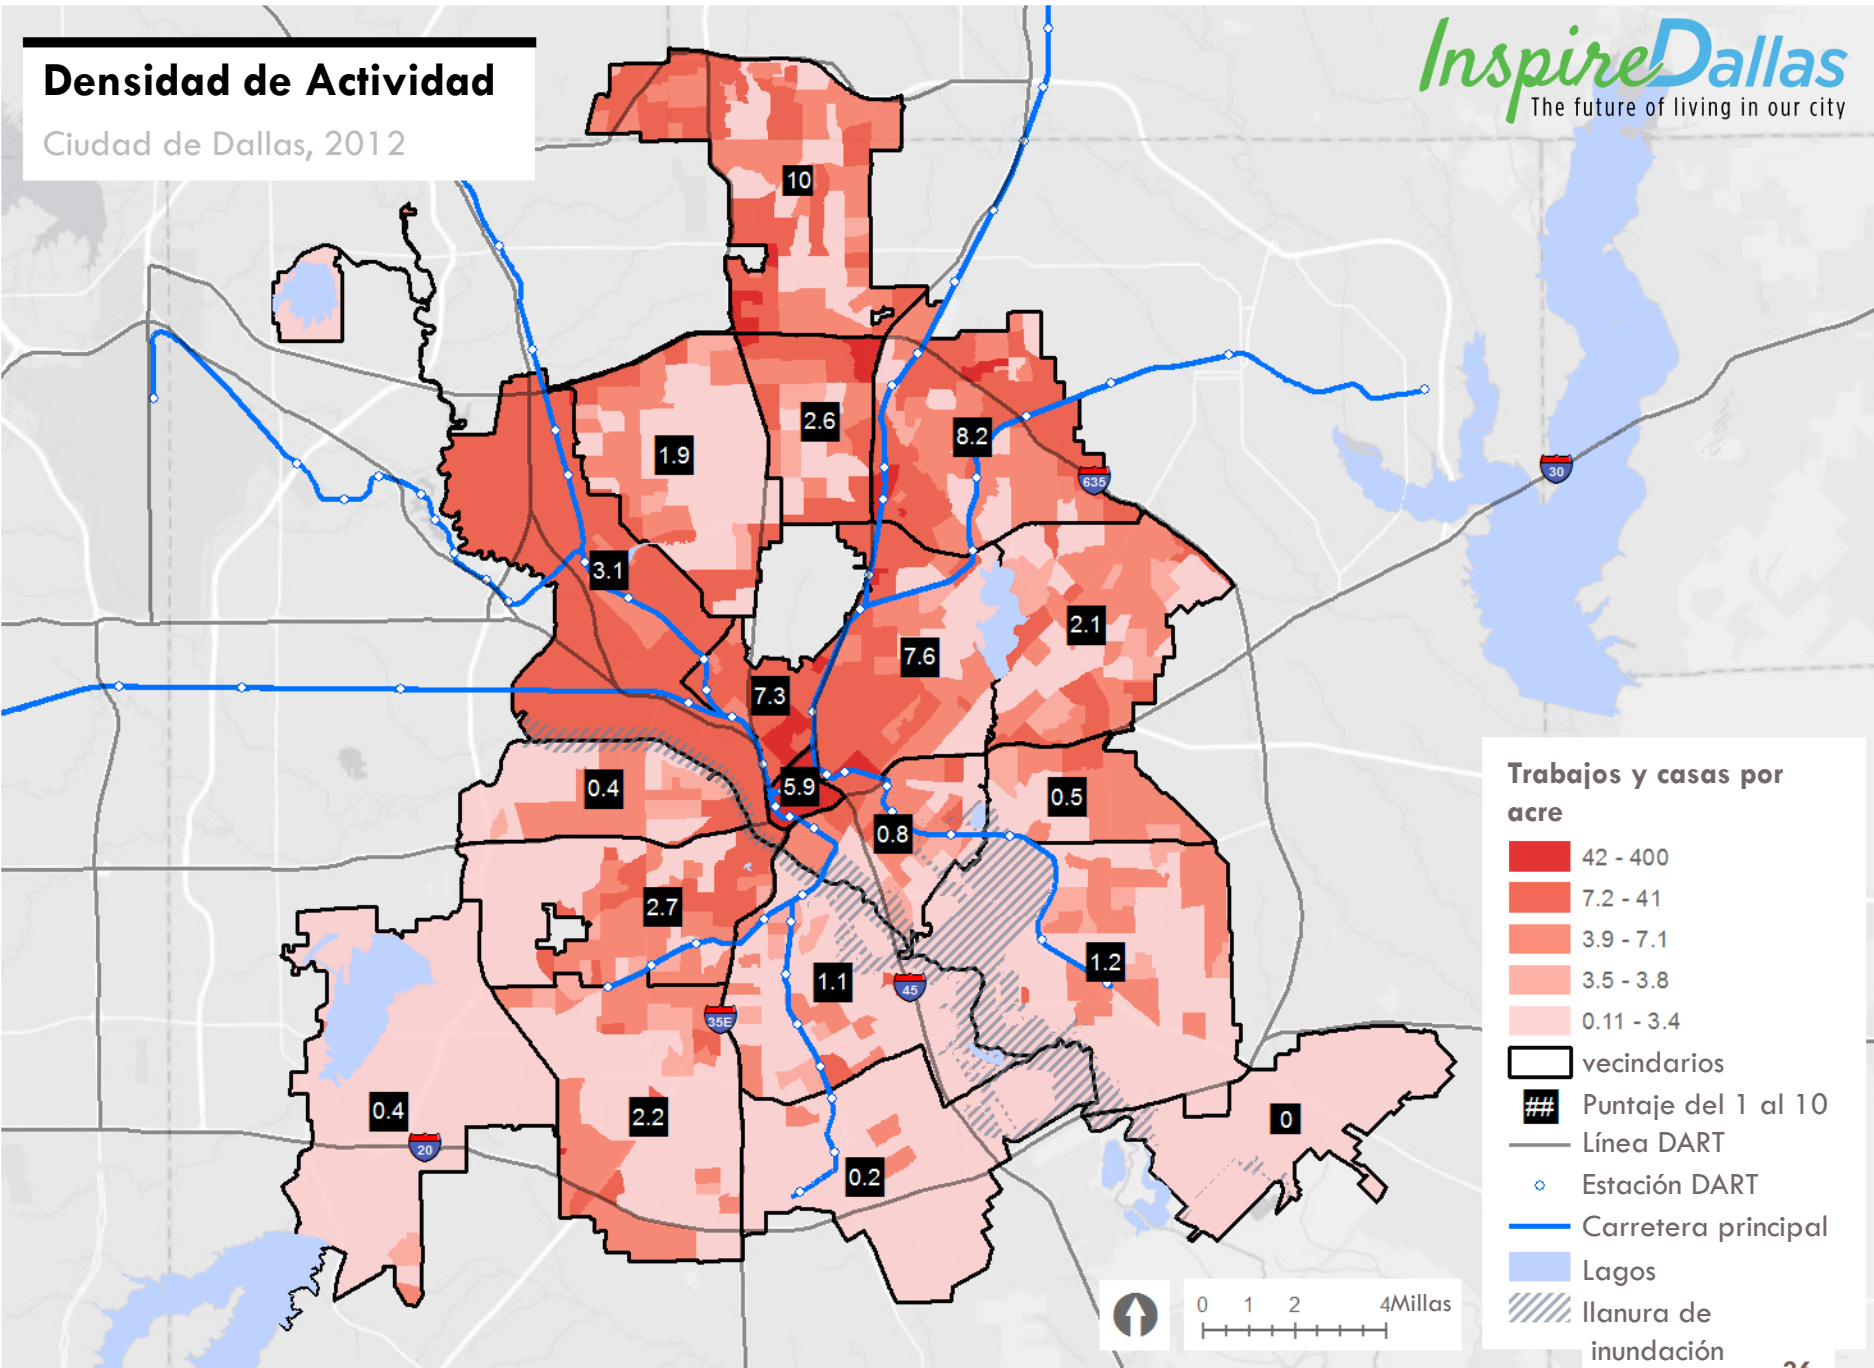 Densidad de Actividad
Ciudad de Dallas, 2012
InspireDallas
The future of living in our city
10
2.6
8.2
1.9
635
30
3.1
2.1
7.6
7.3
5.9
0.4
0.5
0.8
2.7
1.2
1.1
45
35E
0.4
2.2
0
20
0.2
Trabajos y casas por
acre
42 - 400
7.2 - 41
3.9 - 7.1
3.5 - 3.8
0.11 - 3.4
vecindarios
## Puntaje del 1 al 10
Línea DART
Estación DART
Carretera principal
Lagos
llanura de
inundación
0 1 2 4Millas